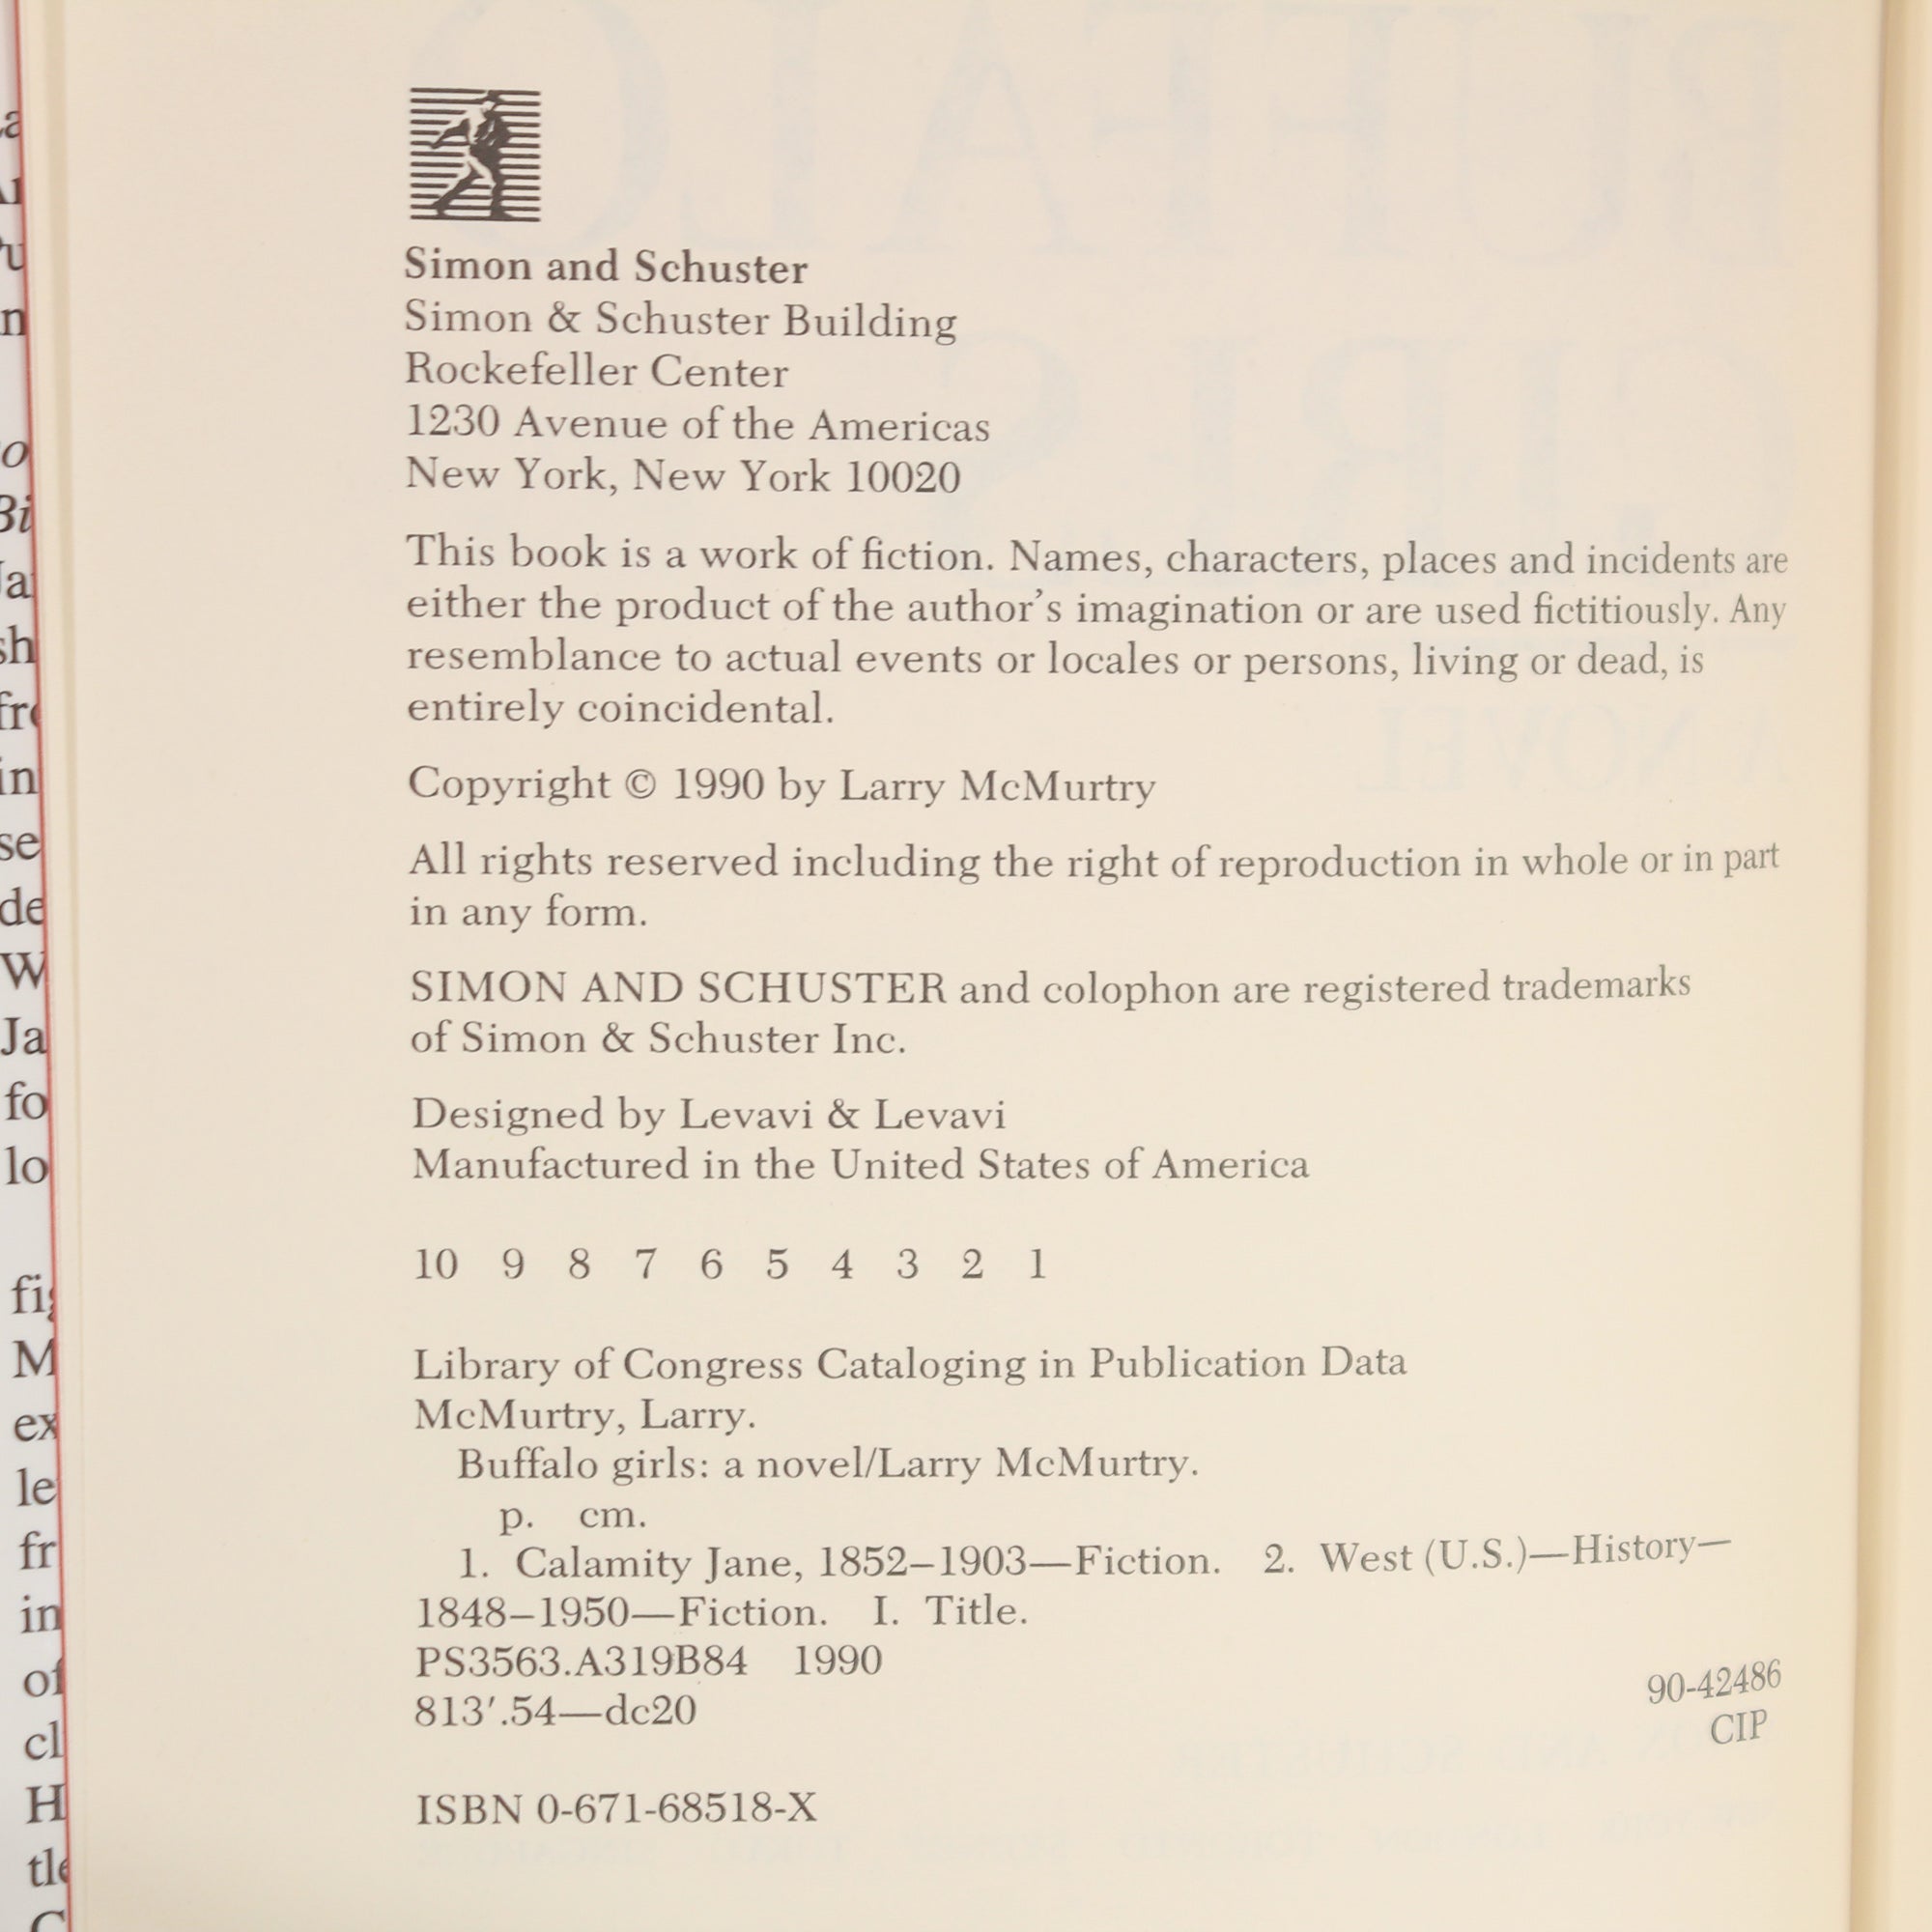 Simon and Schuster
Simon & Schuster Building
Rockefeller Center
1230 Avenue of the Americas
New York, New York 10020
This book is a work of fiction. Names, characters, places and incidents are
either the product of the author's imagination or are used fictitiously. Any
resemblance to actual events or locales or persons, living or dead, is
entirely coincidental.
Copyright © 1990 by Larry McMurtry
All rights reserved including the right of reproduction in whole or in part
in any form.
SIMON AND SCHUSTER and colophon are registered trademarks
of Simon & Schuster Inc.
Designed by Levavi & Levavi
Manufactured in the United States of America
10 9 8 7 6 5 4 3 2 1
Library of Congress Cataloging in Publication Data
McMurtry, Larry.
Buffalo girls: a novel/Larry McMurtry.
p. cm.
1. Calamity Jane, 1852–1903—Fiction. 2. West (U.S.)—History—
1848–1950—Fiction. I. Title.
PS3563.A319B84 1990
813′.54—dc20
90-42486
CIP
ISBN 0-671-68518-X